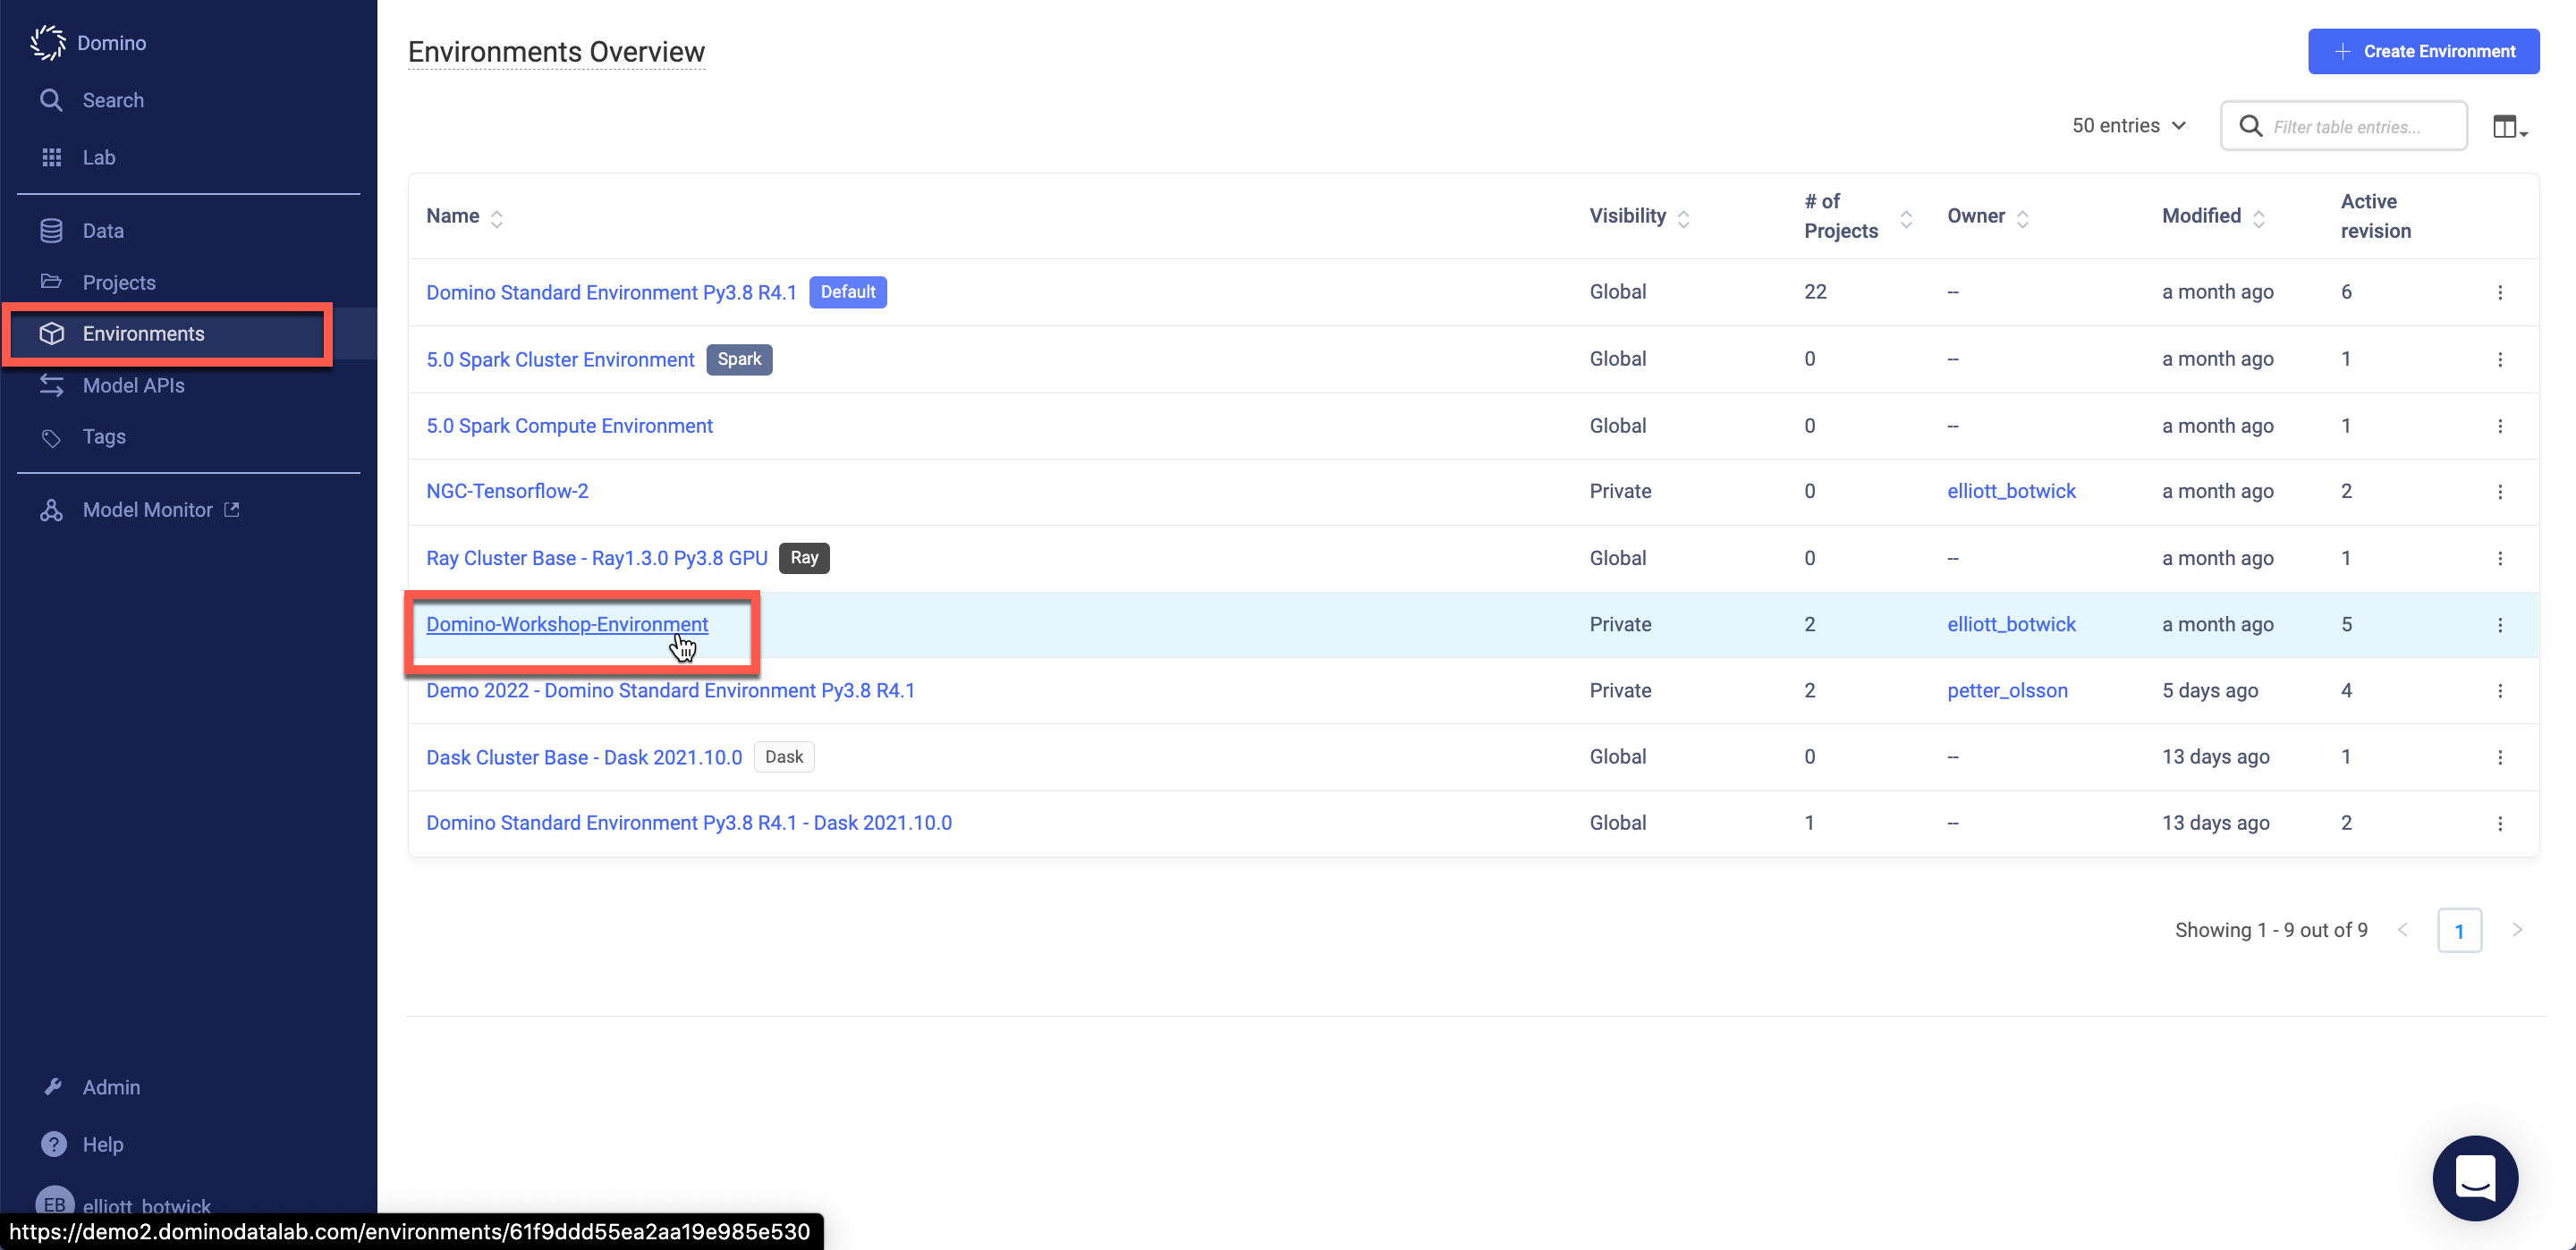 Domino
Search
Lab
Data
Projects
Environments
Model APIs
Tags
Model Monitor
Admin
Help
EB elliott_botwick
https://demo2.dominodatalab.com/environments/61f9ddd55ea2aa19e985e530
Environments Overview
Create Environment
50 entries
Filter table entries...
Name Visibility # of Projects Owner Modified Active revision
Domino Standard Environment Py3.8 R4.1 Default Global 22 -- a month ago 6
5.0 Spark Cluster Environment Spark Global 0 -- a month ago 1
5.0 Spark Compute Environment Global 0 -- a month ago 1
NGC-Tensorflow-2 Private 0 elliott_botwick a month ago 2
Ray Cluster Base - Ray1.3.0 Py3.8 GPU Ray Global 0 -- a month ago 1
Domino-Workshop-Environment Private 2 elliott_botwick a month ago 5
Demo 2022 - Domino Standard Environment Py3.8 R4.1 Private 2 petter_olsson 5 days ago 4
Dask Cluster Base - Dask 2021.10.0 Dask Global 0 -- 13 days ago 1
Domino Standard Environment Py3.8 R4.1 - Dask 2021.10.0 Global 1 -- 13 days ago 2
Showing 1 - 9 out of 9
1